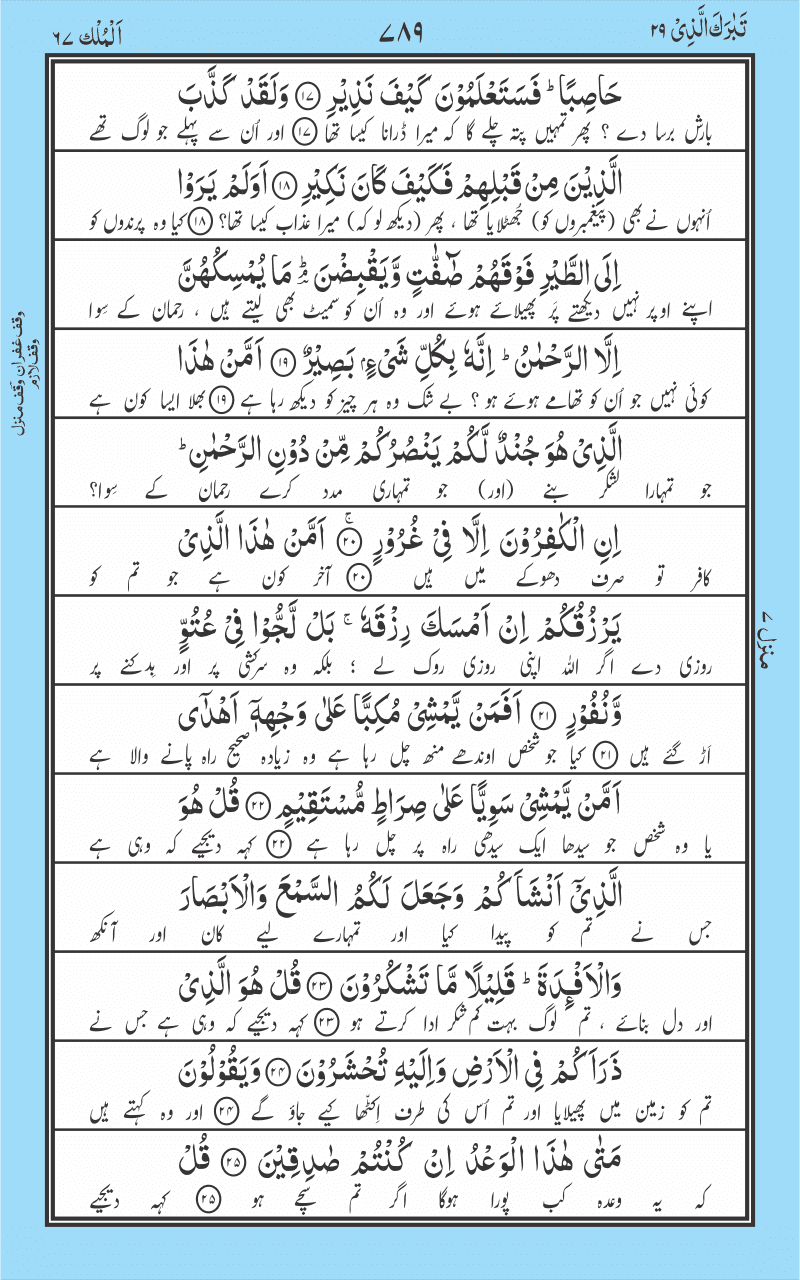 تَبٰرَكَ الَّذِىْ ٢٩
٧٨٩
اَلْمُلْك ٦٧
حَاصِبًا ؕ فَسَتَعْلَمُوْنَ كَيْفَ نَذِيْرِ ﴿١٧﴾ وَلَقَدْ كَذَّبَ
بارش برسا دے ؟ پھر تمہیں پتہ چلے گا کہ میرا ڈرانا کیسا تھا ﴿١٧﴾ اور اُن سے پہلے جو لوگ تھے
الَّذِيْنَ مِنْ قَبْلِهِمْ فَكَيْفَ كَانَ نَكِيْرِ ﴿١٨﴾ اَوَلَمْ يَرَوْا
اُنہوں نے بھی (پیغمبروں کو) جُھٹلایا تھا ، پھر (دیکھ لو کہ) میرا عذاب کیسا تھا؟ ﴿١٨﴾ کیا وہ پرندوں کو
اِلَى الطَّيْرِ فَوْقَهُمْ صٰٓفّٰتٍ وَّيَقْبِضْنَ ۘؕ مَا يُمْسِكُهُنَّ
اپنے اوپر نہیں دیکھتے پَر پھیلائے ہوئے اور وہ اُن کو سمیٹ بھی لیتے ہیں ، رحمان کے سِوا
اِلَّا الرَّحْمٰنُ ؕ اِنَّهٗ بِكُلِّ شَىْءٍۭ بَصِيْرٌ ﴿١٩﴾ اَمَّنْ هٰذَا
کوئی نہیں جو اُن کو تھامے ہوئے ہو ؟ بے شک وہ ہر چیز کو دیکھ رہا ہے ﴿١٩﴾ بھلا ایسا کون ہے
الَّذِىْ هُوَ جُنْدٌ لَّكُمْ يَنْصُرُكُمْ مِّنْ دُوْنِ الرَّحْمٰنِ ؕ
جو تمہارا لشکر بنے (اور) جو تمہاری مدد کرے رحمان کے سِوا؟
اِنِ الْكٰفِرُوْنَ اِلَّا فِىْ غُرُوْرٍ ﴿٢٠﴾ ۚ اَمَّنْ هٰذَا الَّذِىْ
کافر تو صرف دھوکے میں ہیں ﴿٢٠﴾ آخر کون ہے جو تم کو
يَرْزُقُكُمْ اِنْ اَمْسَكَ رِزْقَهٗ ۚ بَلْ لَّجُّوْا فِىْ عُتُوٍّ
روزی دے اگر اللہ اپنی روزی روک لے ؛ بلکہ وہ سرکشی پر اور بِدکنے پر
وَّنُفُوْرٍ ﴿٢١﴾ اَفَمَنْ يَّمْشِىْ مُكِبًّا عَلٰى وَجْهِهٖٓ اَهْدٰٓى
اَڑ گئے ہیں ﴿٢١﴾ کیا جو شخص اوندھے منھ چل رہا ہے وہ زیادہ صحیح راہ پانے والا ہے
اَمَّنْ يَّمْشِىْ سَوِيًّا عَلٰى صِرَاطٍ مُّسْتَقِيْمٍ ﴿٢٢﴾ قُلْ هُوَ
یا وہ شخص جو سیدھا ایک سیدھی راہ پر چل رہا ہے ﴿٢٢﴾ کہہ دیجیے کہ وہی ہے
الَّذِىْٓ اَنْشَاَكُمْ وَجَعَلَ لَكُمُ السَّمْعَ وَالْاَبْصَارَ
جس نے تم کو پیدا کیا اور تمہارے لیے کان اور آنکھ
وَالْاَفْـِٕدَةَ ؕ قَلِيْلًا مَّا تَشْكُرُوْنَ ﴿٢٣﴾ قُلْ هُوَ الَّذِىْ
اور دل بنائے ، تم لوگ بہت کم شکر ادا کرتے ہو ﴿٢٣﴾ کہہ دیجیے کہ وہی ہے جس نے
ذَرَاَكُمْ فِى الْاَرْضِ وَاِلَيْهِ تُحْشَرُوْنَ ﴿٢٤﴾ وَيَقُوْلُوْنَ
تم کو زمین میں پھیلایا اور تم اُس کی طرف اِکٹھا کیے جاؤ گے ﴿٢٤﴾ اور وہ کہتے ہیں
مَتٰى هٰذَا الْوَعْدُ اِنْ كُنْتُمْ صٰدِقِيْنَ ﴿٢٥﴾ قُلْ
کہ یہ وعدہ کب پورا ہوگا اگر تم سچے ہو ﴿٢٥﴾ کہہ دیجیے
وقف غفران وقف منزل
وقف لازم
منزل ٧